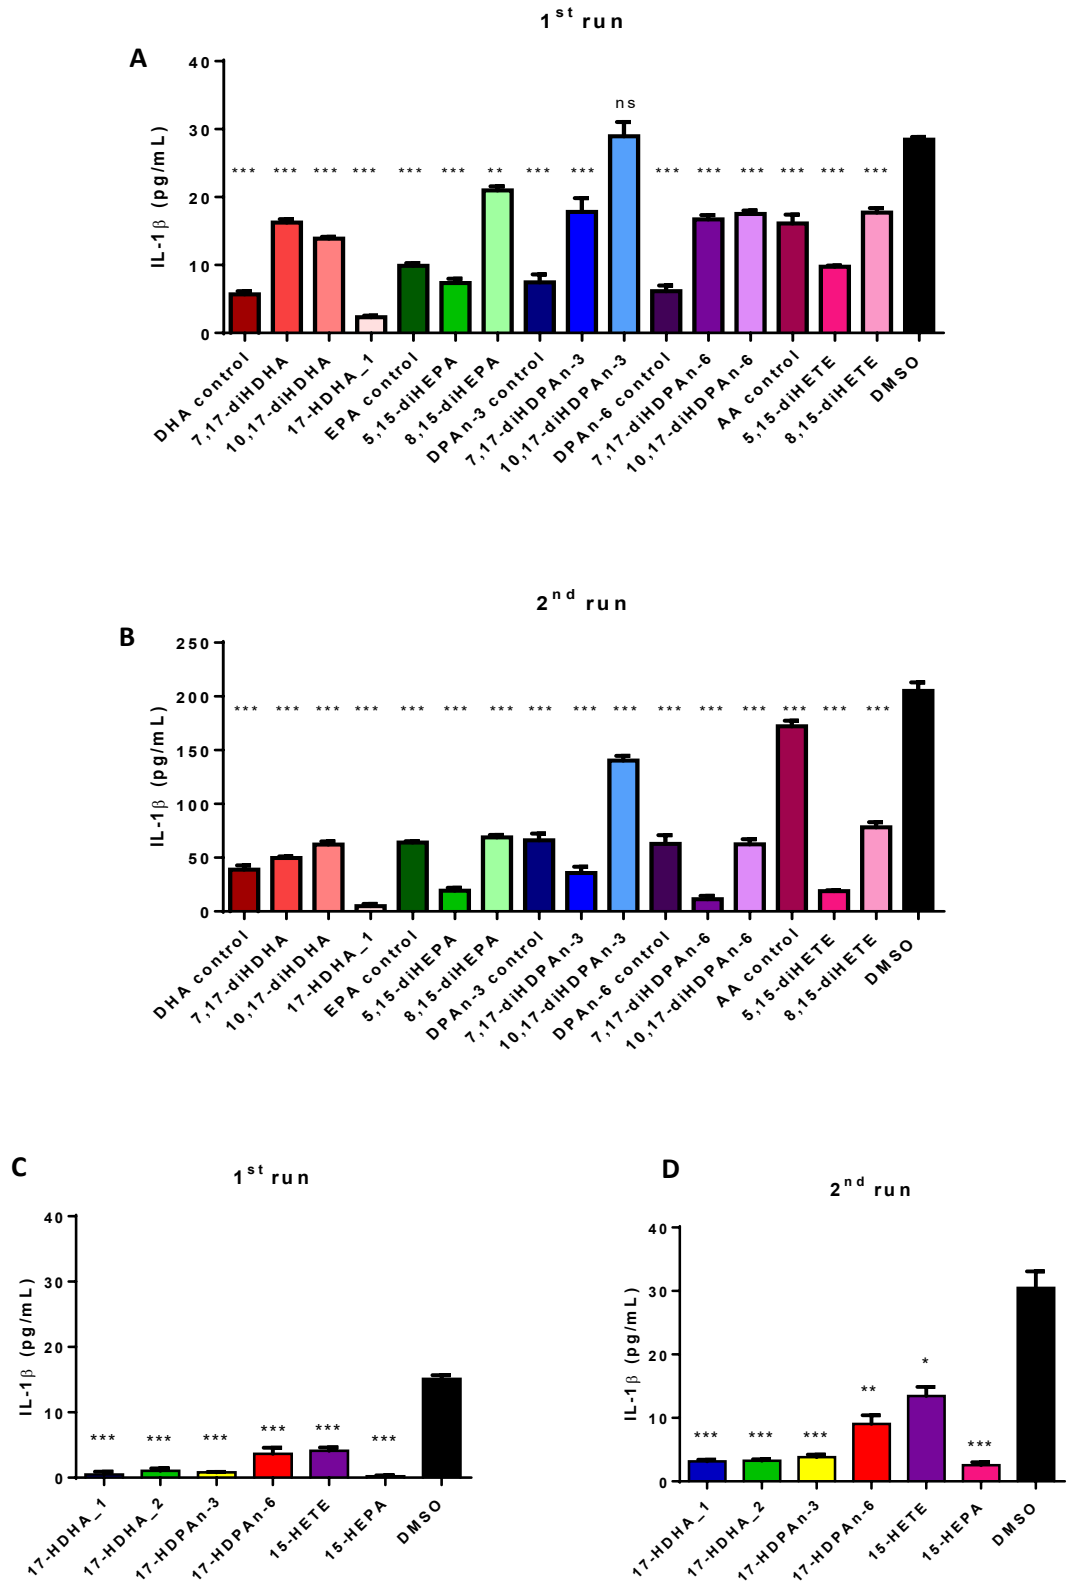 1st run
A
IL-1β (pg/mL)
40
30
20
10
0
*** *** *** *** *** *** ** *** *** ns *** *** *** *** *** ***
DHA control
7,17-diHDHA
10,17-diHDHA
17-HDHA_1
EPA control
5,15-diHEPA
8,15-diHEPA
DPAn-3 control
7,17-diHDPAn-3
10,17-diHDPAn-3
DPAn-6 control
7,17-diHDPAn-6
10,17-diHDPAn-6
AA control
5,15-diHETE
8,15-diHETE
DMSO
2nd run
B
IL-1β (pg/mL)
250
200
150
100
50
0
*** *** *** *** *** *** *** *** *** *** *** *** *** *** *** ***
DHA control
7,17-diHDHA
10,17-diHDHA
17-HDHA_1
EPA control
5,15-diHEPA
8,15-diHEPA
DPAn-3 control
7,17-diHDPAn-3
10,17-diHDPAn-3
DPAn-6 control
7,17-diHDPAn-6
10,17-diHDPAn-6
AA control
5,15-diHETE
8,15-diHETE
DMSO
C
1st run
IL-1β (pg/mL)
40
30
20
10
0
*** *** *** *** *** ***
17-HDHA_1
17-HDHA_2
17-HDPAn-3
17-HDPAn-6
15-HETE
15-HEPA
DMSO
D
2nd run
IL-1β (pg/mL)
40
30
20
10
0
*** *** *** ** * ***
17-HDHA_1
17-HDHA_2
17-HDPAn-3
17-HDPAn-6
15-HETE
15-HEPA
DMSO